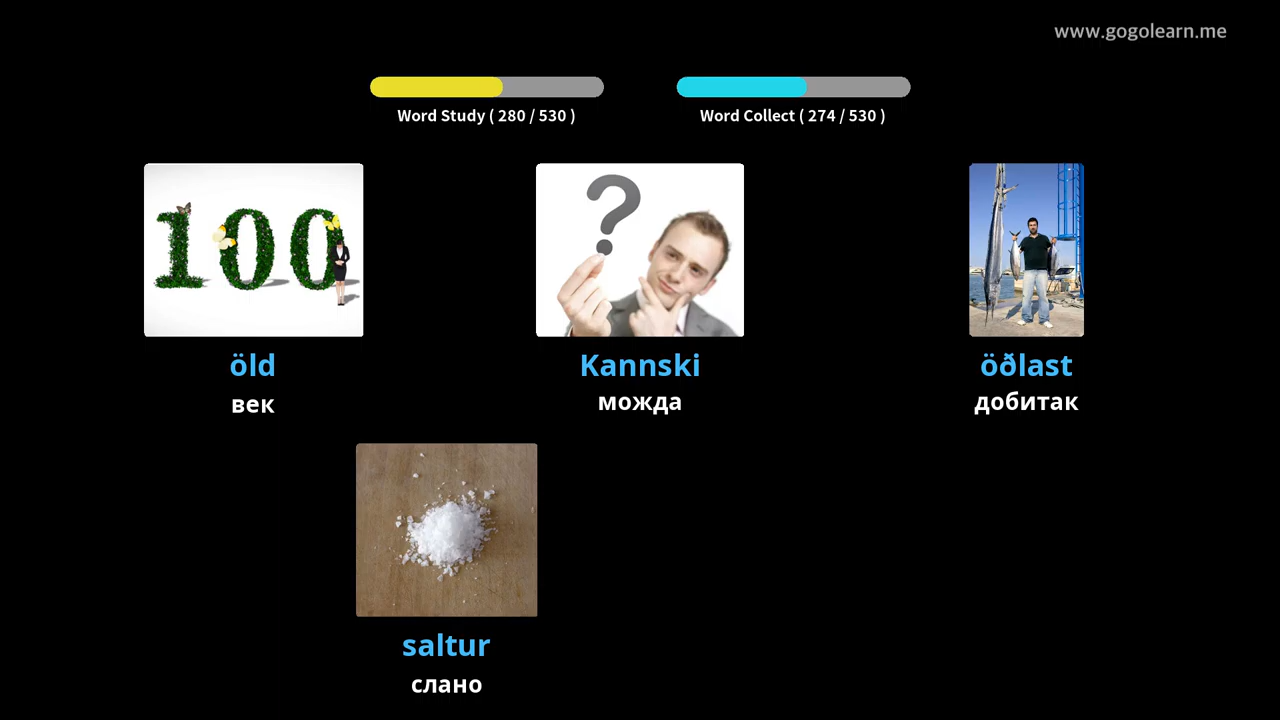 www.gogolearn.me
Word Study ( 280 / 530 )
Word Collect ( 274 / 530 )
100
?
öld
Kannski
öðlast
век
можда
добитак
saltur
слано